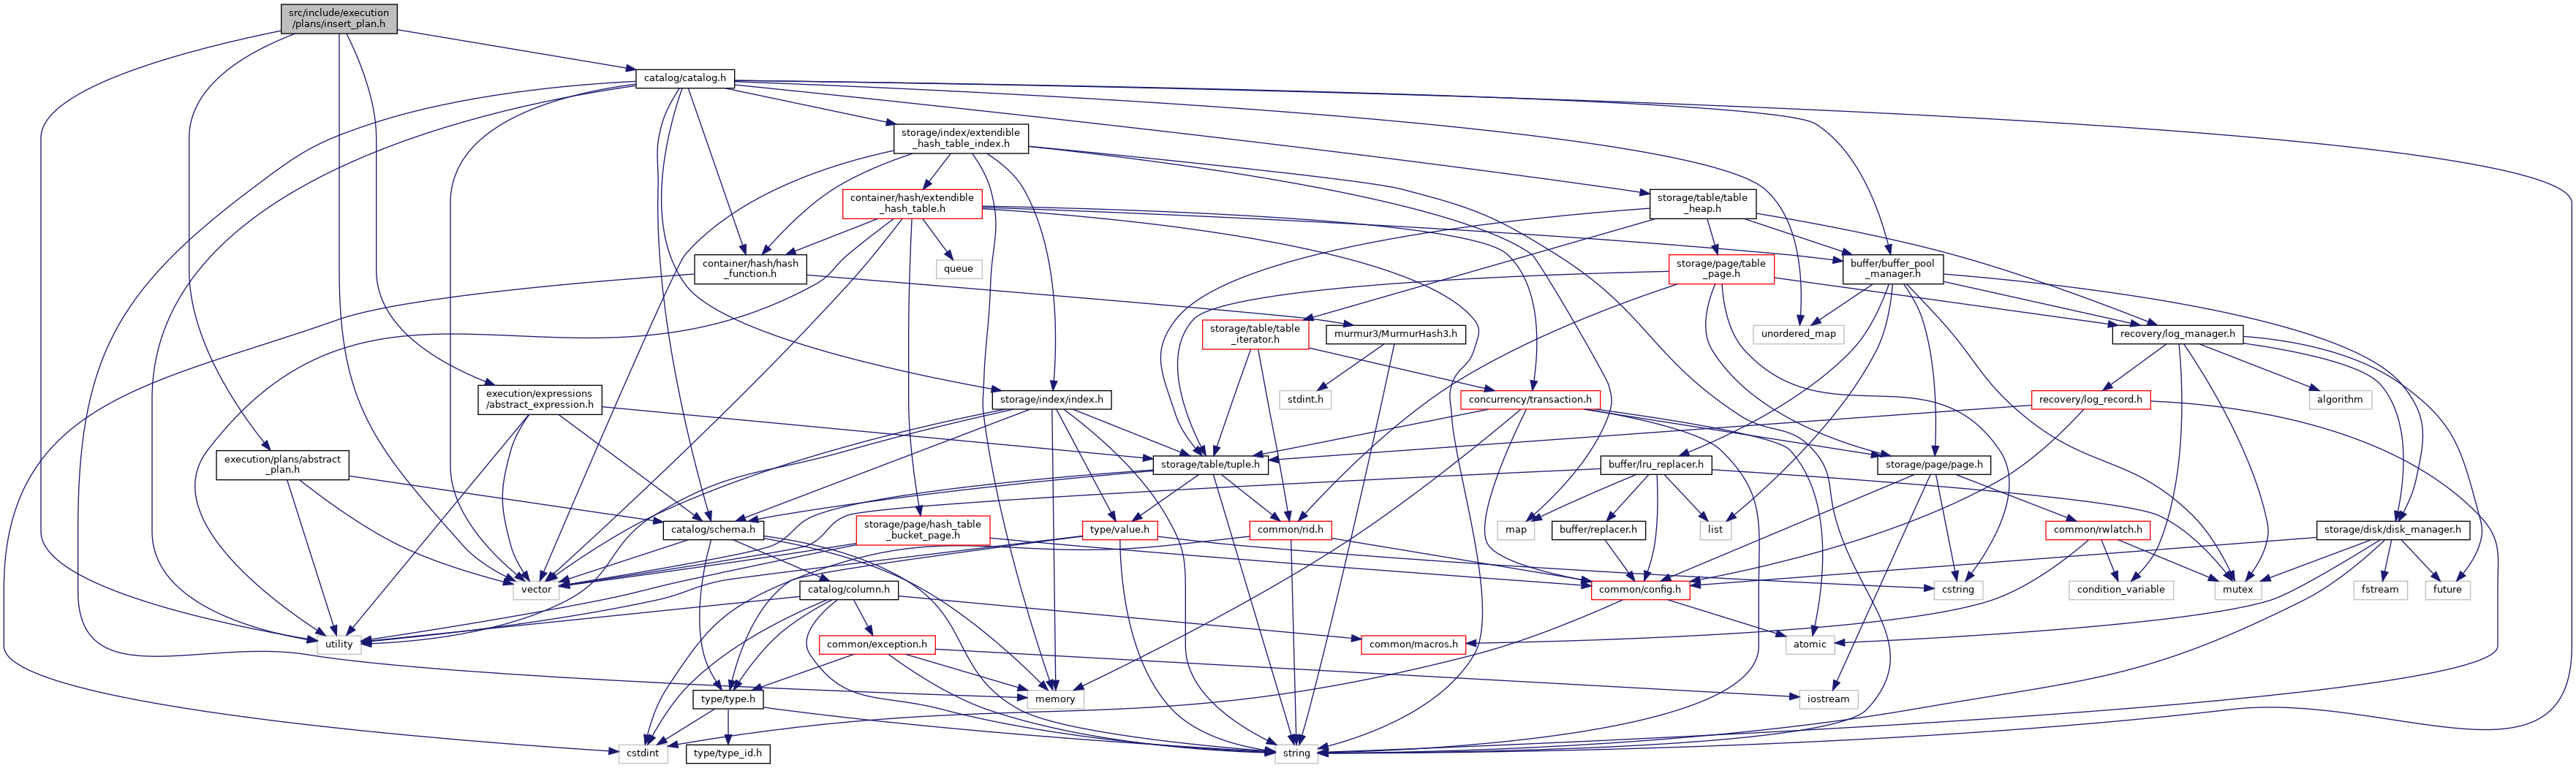 src/include/execution
/plans/insert_plan.h
catalog/catalog.h
storage/index/extendible
_hash_table_index.h
container/hash/extendible
_hash_table.h
storage/table/table
_heap.h
container/hash/hash
_function.h
queue
storage/page/table
_page.h
buffer/buffer_pool
_manager.h
storage/table/table
_iterator.h
murmur3/MurmurHash3.h
unordered_map
recovery/log_manager.h
execution/expressions
/abstract_expression.h
storage/index/index.h
stdint.h
concurrency/transaction.h
recovery/log_record.h
algorithm
execution/plans/abstract
_plan.h
storage/table/tuple.h
buffer/lru_replacer.h
storage/page/page.h
catalog/schema.h
storage/page/hash_table
_bucket_page.h
type/value.h
common/rid.h
map
buffer/replacer.h
list
common/rwlatch.h
storage/disk/disk_manager.h
vector
catalog/column.h
common/config.h
cstring
condition_variable
mutex
fstream
future
utility
common/exception.h
common/macros.h
atomic
type/type.h
memory
iostream
cstdint
type/type_id.h
string